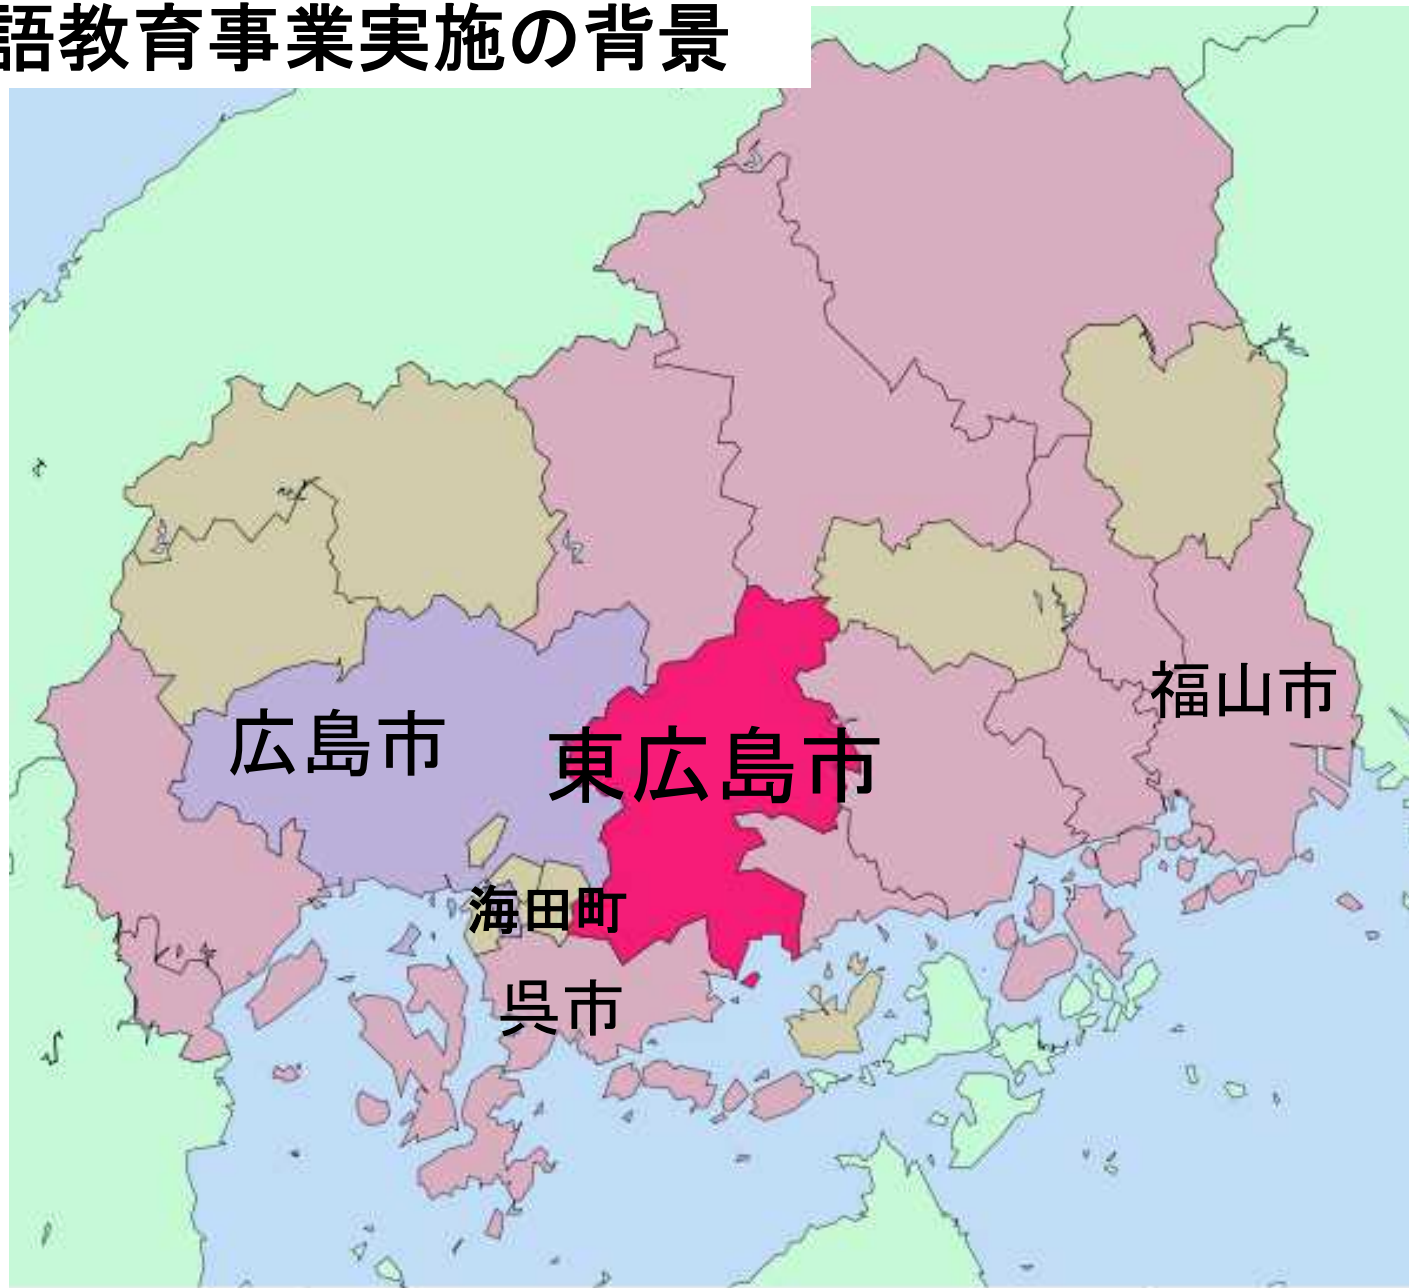 語教育事業実施の背景
福山市
広島市
東広島市
海田町
呉市